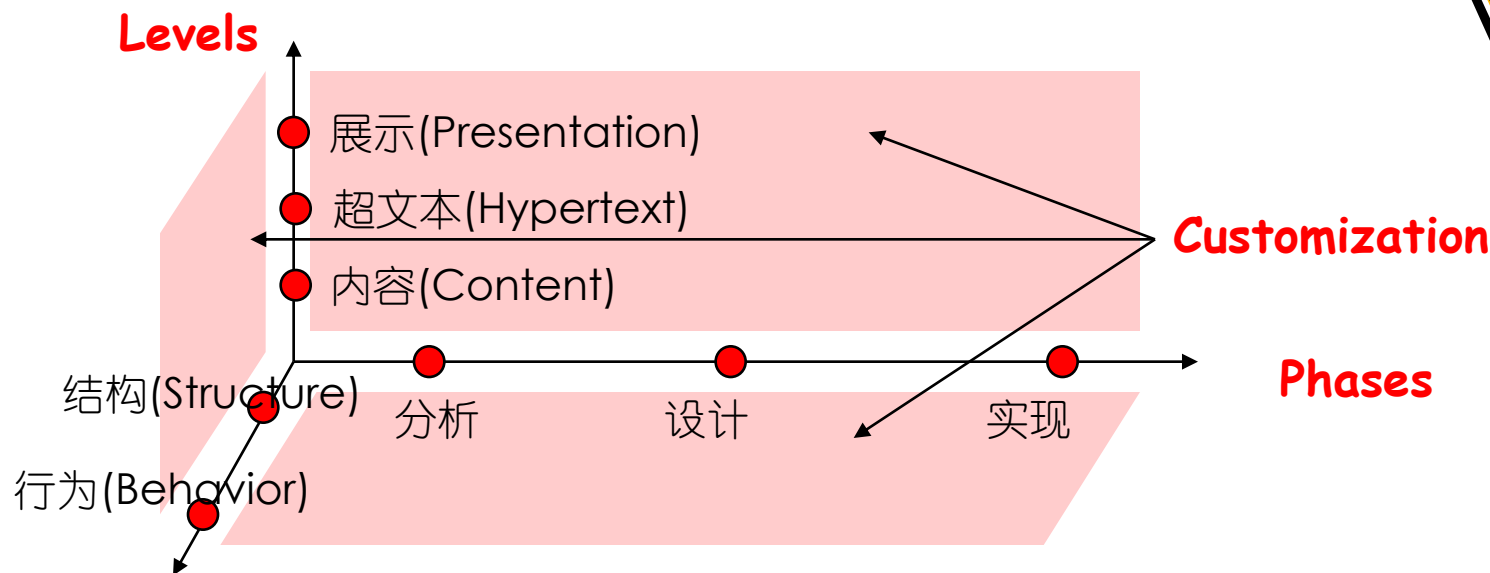 Levels
展示(Presentation)
超文本(Hypertext)
Customization
内容(Content)
Phases
结构(Structure)
分析
设计
实现
行为(Behavior)